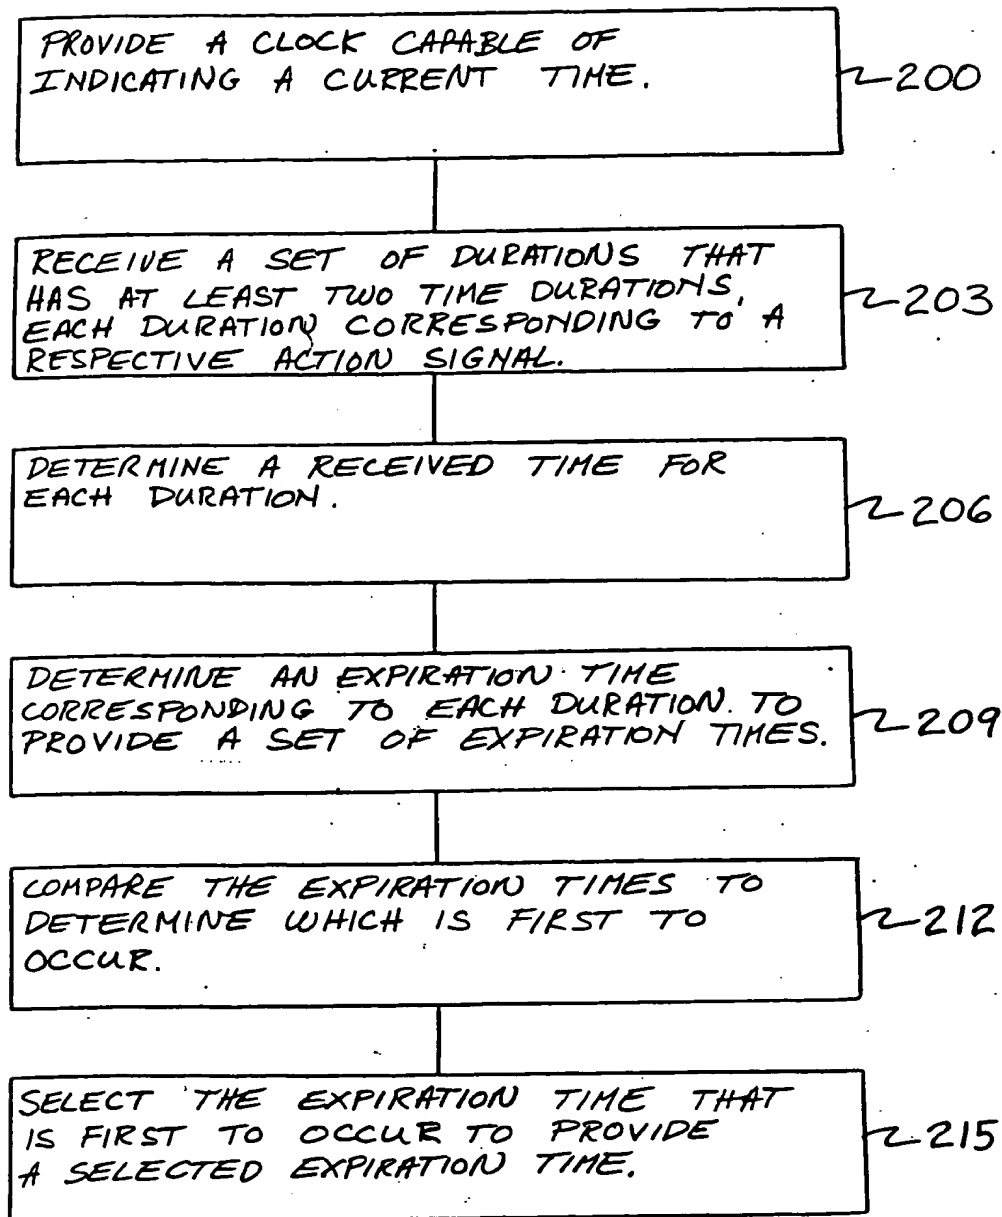 PROVIDE A CLOCK CAPABLE OF
INDICATING A CURRENT TIME.
200
RECEIVE A SET OF DURATIONS THAT
HAS AT LEAST TWO TIME DURATIONS,
EACH DURATION CORRESPONDING TO A
RESPECTIVE ACTION SIGNAL.
203
DETERMINE A RECEIVED TIME FOR
EACH DURATION.
206
DETERMINE AN EXPIRATION TIME
CORRESPONDING TO EACH DURATION. TO
PROVIDE A SET OF EXPIRATION TIMES.
209
COMPARE THE EXPIRATION TIMES TO
DETERMINE WHICH IS FIRST TO
OCCUR.
212
SELECT THE EXPIRATION TIME THAT
IS FIRST TO OCCUR TO PROVIDE
A SELECTED EXPIRATION TIME.
215